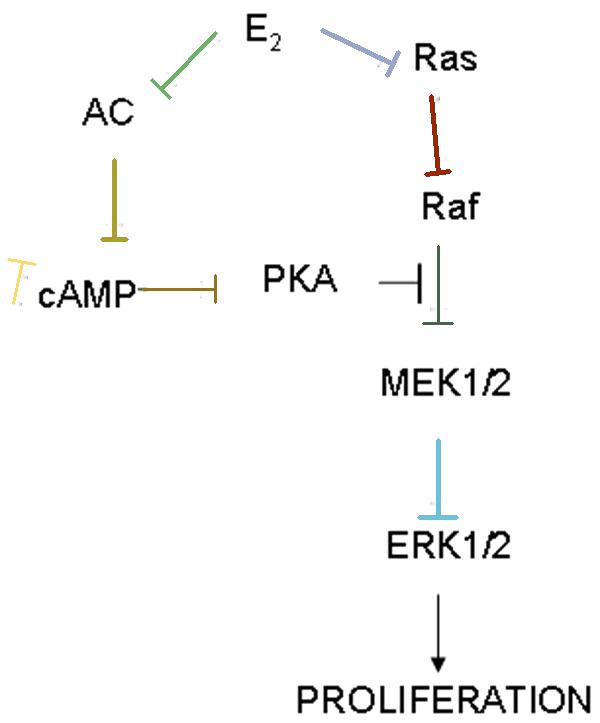 E₂
Ras
AC
Raf
cAMP
PKA
MEK1/2
ERK1/2
PROLIFERATION